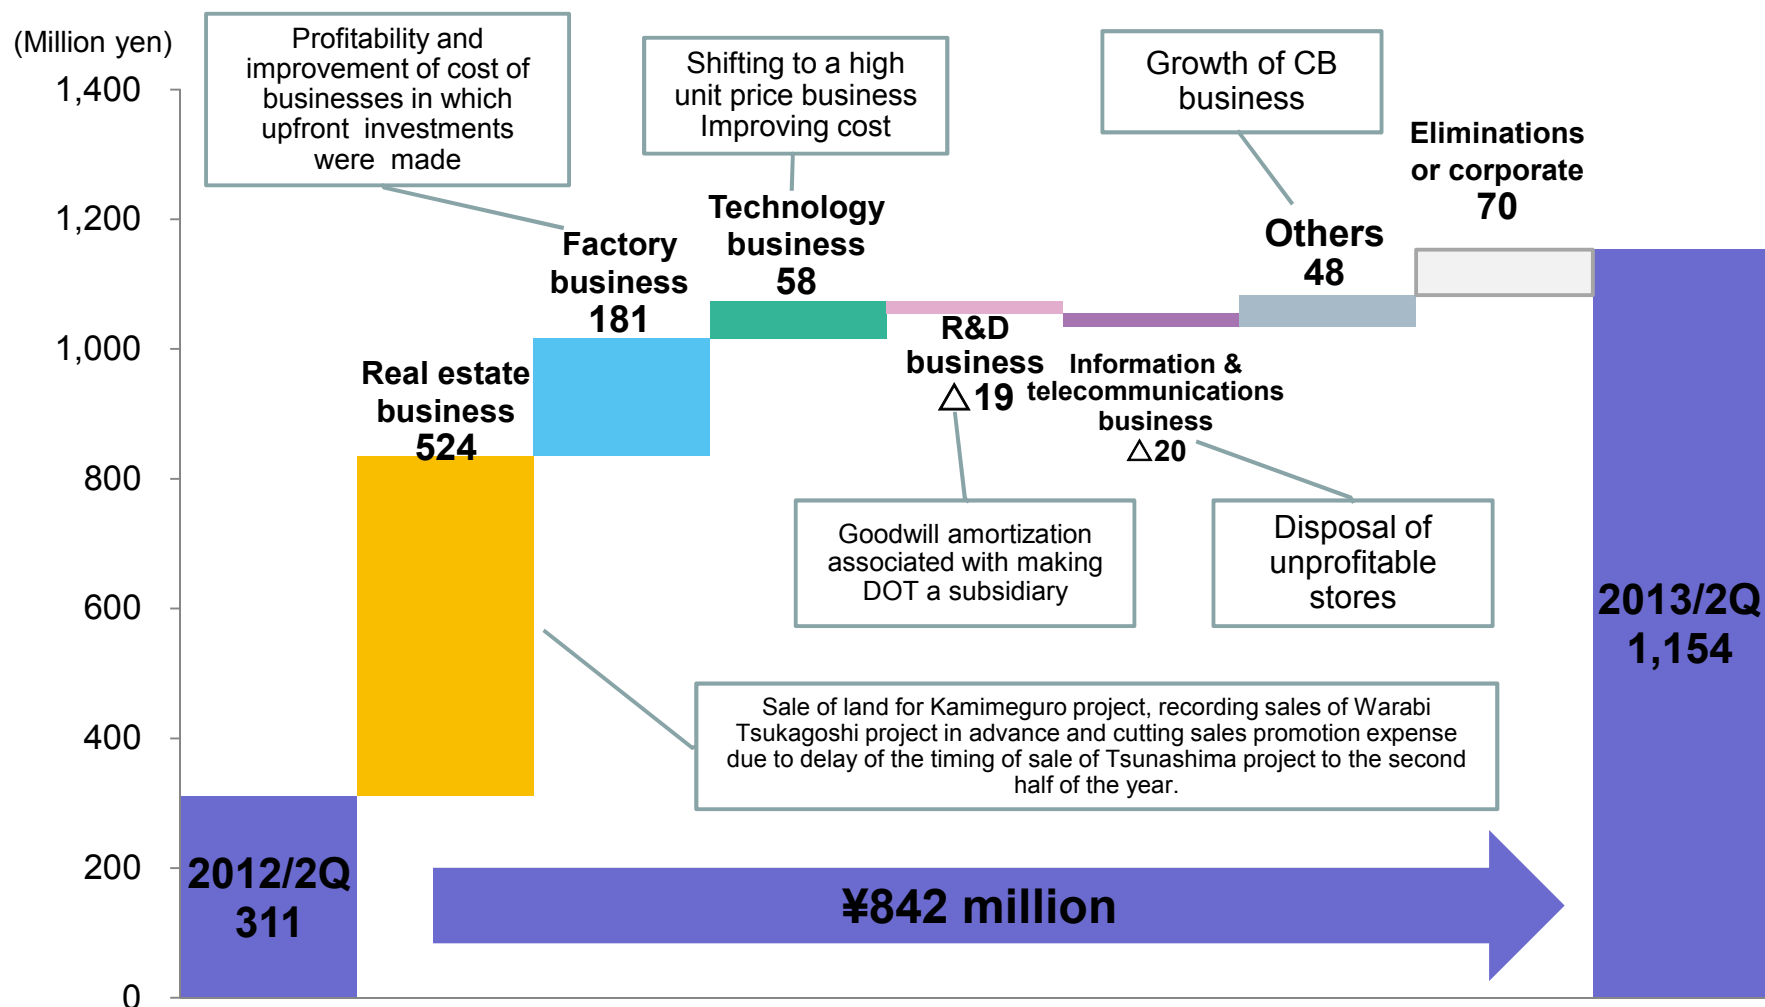 (Million yen)
1,400
1,200
1,000
800
600
400
200
0
Profitability and
improvement of cost of
businesses in which
upfront investments
were made
Shifting to a high
unit price business
Improving cost
Growth of CB
business
Eliminations
or corporate
70
Technology
business
58
Factory
business
181
Others
48
Real estate
business
524
R&D
business
△19
Information &
telecommunications
business
△20
Goodwill amortization
associated with making
DOT a subsidiary
Disposal of
unprofitable
stores
Sale of land for Kamimeguro project, recording sales of Warabi
Tsukagoshi project in advance and cutting sales promotion expense
due to delay of the timing of sale of Tsunashima project to the second
half of the year.
2012/2Q
311
¥842 million
2013/2Q
1,154